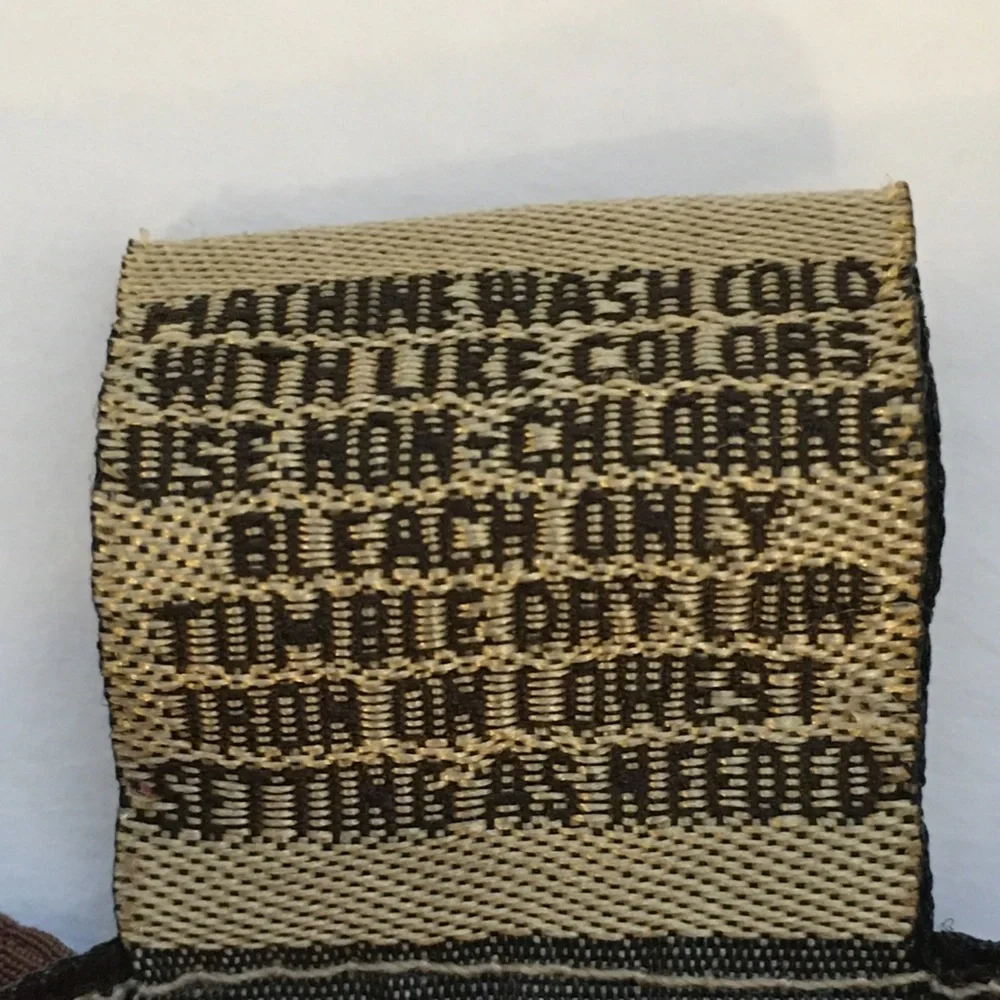 MACHINE WASH COLD
WITH LIKE COLORS
USE NON-CHLORINE
BLEACH ONLY
TUMBLE DRY LOW
IRON ON LOWEST
SETTING AS NEEDED